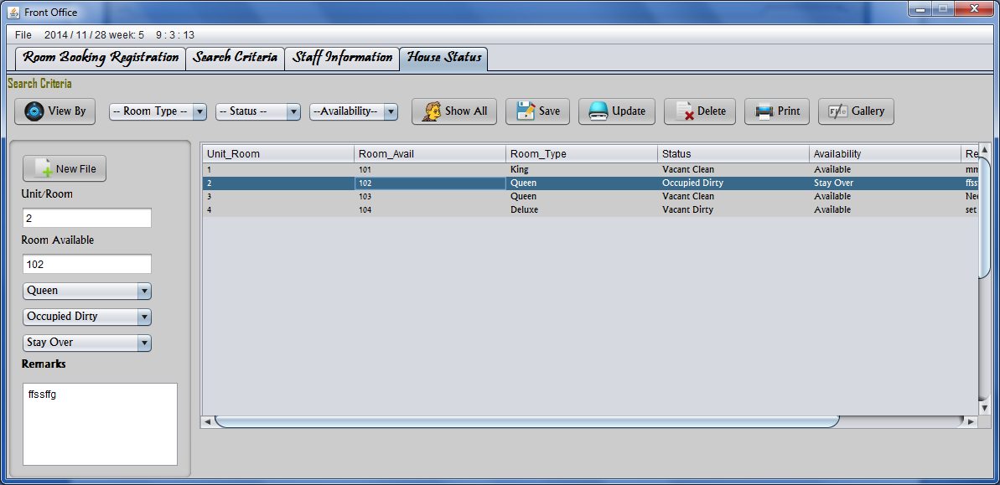 Front Office
File 2014 / 11 / 28 week: 5 9 : 3 : 13
Room Booking Registration Search Criteria Staff Information House Status
Search Criteria
View By -- Room Type -- -- Status -- --Availability-- Show All Save Update Delete Print File Gallery
New File
Unit/Room
2
Room Available
102
Queen
Occupied Dirty
Stay Over
Remarks
ffssffg
Unit_Room Room_Avail Room_Type Status Availability Re
1 101 King Vacant Clean Available mm
2 102 Queen Occupied Dirty Stay Over ffss
3 103 Queen Vacant Clean Available Nee
4 104 Deluxe Vacant Dirty Available set